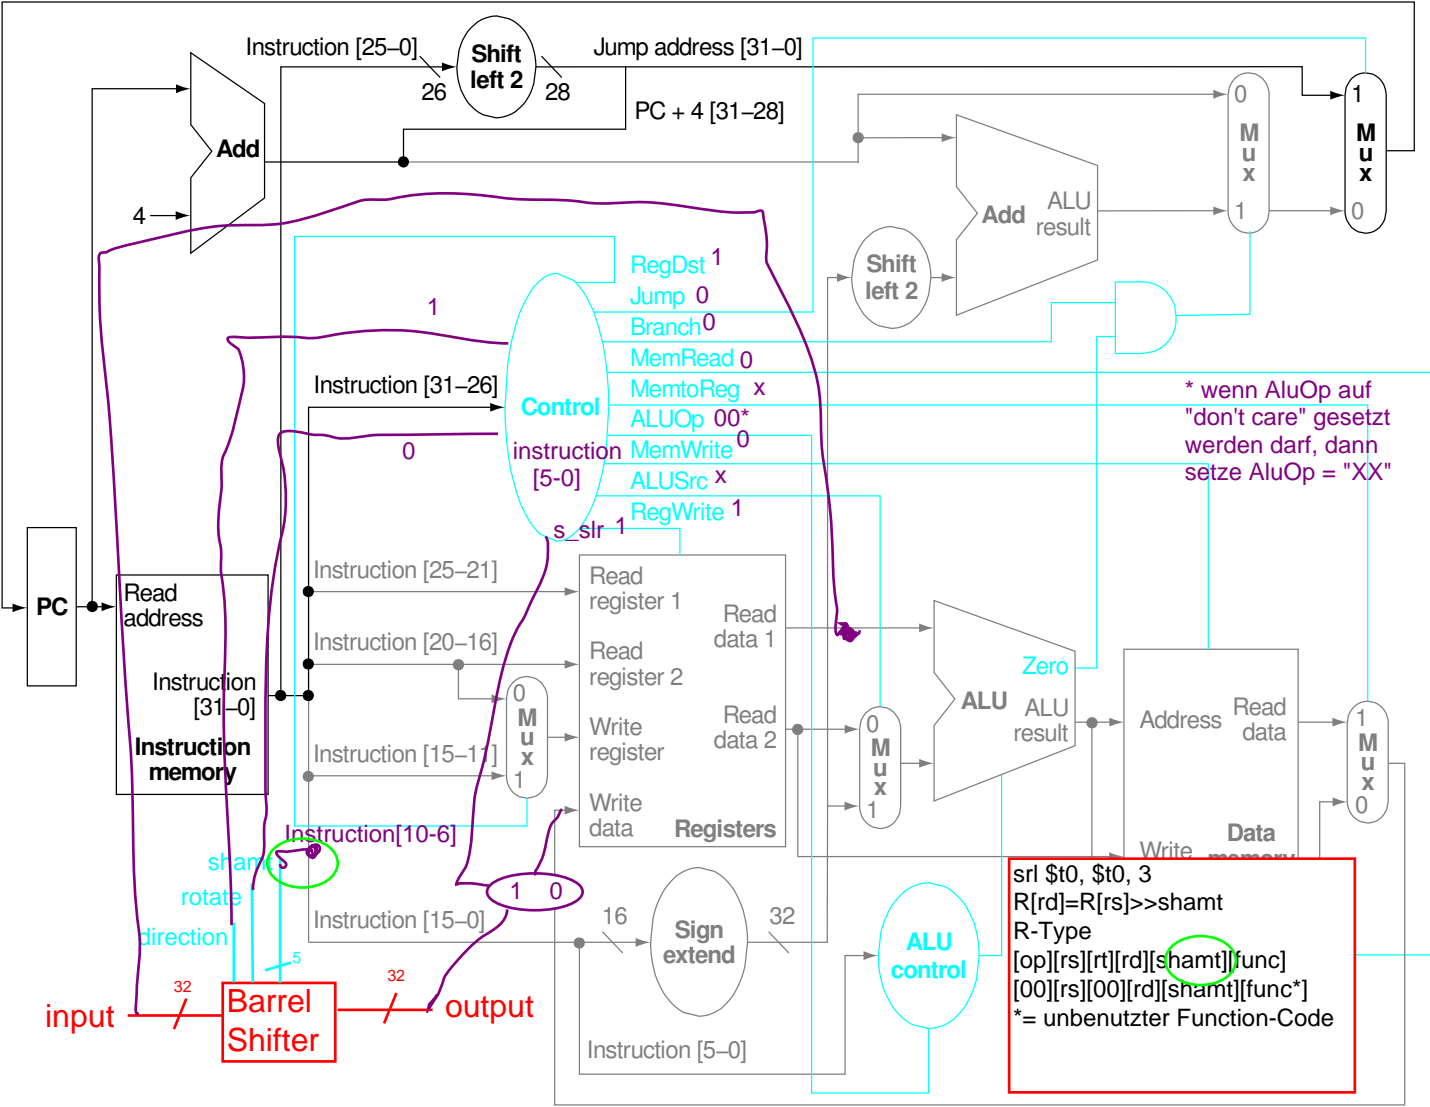 Instruction [25–0]
26
Shift
left 2
28
Jump address [31–0]
PC + 4 [31–28]
Add
4
0
M
u
x
1
1
M
u
x
0
Add
ALU
result
Shift
left 2
RegDst 1
Jump 0
Branch 0
MemRead 0
MemtoReg x
ALUOp 00*
MemWrite 0
ALUSrc x
RegWrite 1
s_slr 1
1
Instruction [31–26]
Control
0
instruction
[5-0]
* wenn AluOp auf
"don't care" gesetzt
werden darf, dann
setze AluOp = "XX"
PC
Read
address
Instruction
[31–0]
Instruction
memory
Instruction [25–21]
Instruction [20–16]
Instruction [15–11]
0
M
u
x
1
Read
register 1
Read
register 2
Write
register
Write
data
Read
data 1
Read
data 2
Registers
0
M
u
x
1
Zero
ALU
ALU
result
Address
Read
data
Write
Data
memory
1
M
u
x
0
Instruction[10-6]
shamt
rotate
direction
5
1 0
Instruction [15–0]
16
Sign
extend
32
ALU
control
Instruction [5–0]
input
32
Barrel
Shifter
32
output
srl $t0, $t0, 3
R[rd]=R[rs]>>shamt
R-Type
[op][rs][rt][rd][shamt][func]
[00][rs][00][rd][shamt][func*]
*= unbenutzter Function-Code